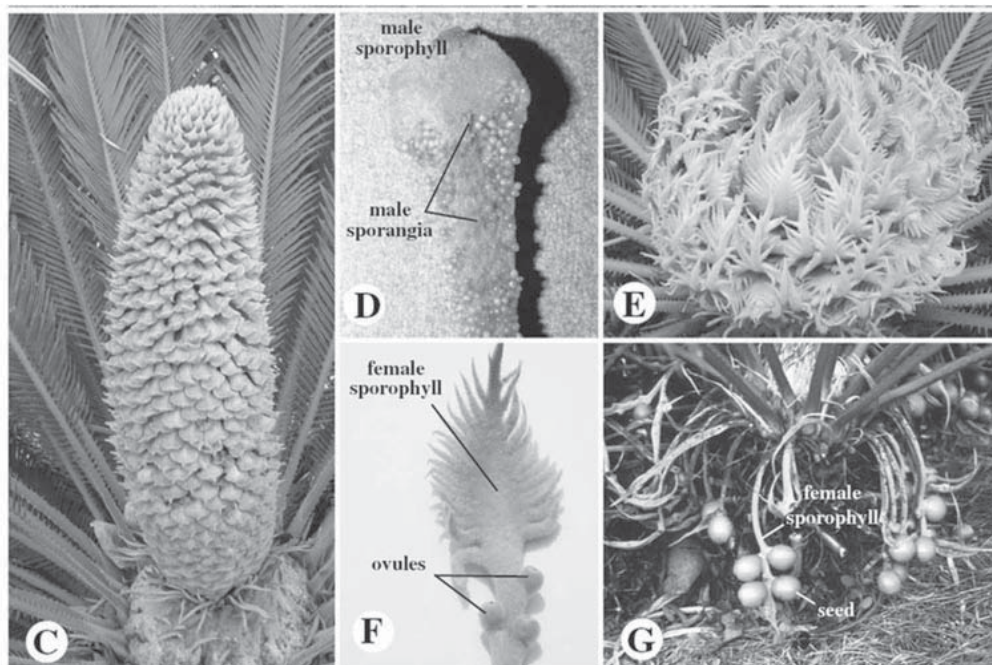 C
male
sporophyll
male
sporangia
D
E
female
sporophyll
ovules
F
female
sporophyll
seed
G